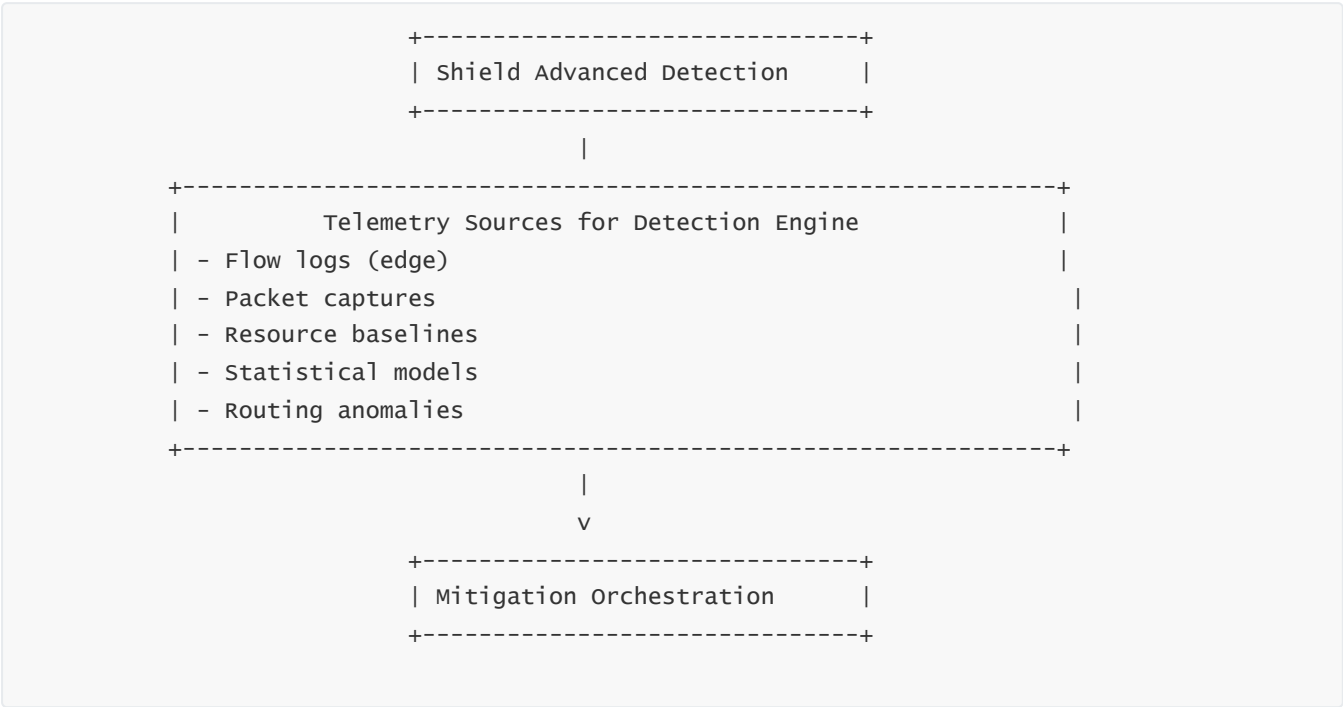 +-------------------------------+
| Shield Advanced Detection |
+-------------------------------+
|
+--------------------------------------------------------------+
| Telemetry Sources for Detection Engine |
| - Flow logs (edge) |
| - Packet captures |
| - Resource baselines |
| - Statistical models |
| - Routing anomalies |
+--------------------------------------------------------------+
|
v
+-------------------------------+
| Mitigation Orchestration |
+-------------------------------+